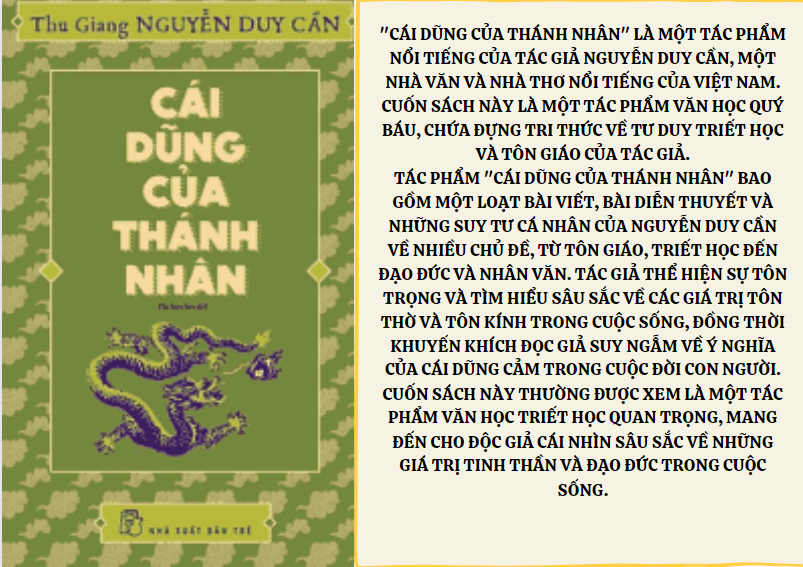 Thu Giang NGUYỄN DUY CẦN
CÁI
DŨNG
CỦA
THÁNH
NHÂN
NHÀ XUẤT BẢN TRẺ
"CÁI DŨNG CỦA THÁNH NHÂN" LÀ MỘT TÁC PHẨM
NỔI TIẾNG CỦA TÁC GIẢ NGUYỄN DUY CẦN, MỘT
NHÀ VĂN VÀ NHÀ THƠ NỔI TIẾNG CỦA VIỆT NAM.
CUỐN SÁCH NÀY LÀ MỘT TÁC PHẨM VĂN HỌC QUÝ
BÁU, CHỨA ĐỰNG TRI THỨC VỀ TƯ DUY TRIẾT HỌC
VÀ TÔN GIÁO CỦA TÁC GIẢ.
TÁC PHẨM "CÁI DŨNG CỦA THÁNH NHÂN" BAO
GỒM MỘT LOẠT BÀI VIẾT, BÀI DIỄN THUYẾT VÀ
NHỮNG SUY TƯ CÁ NHÂN CỦA NGUYỄN DUY CẦN
VỀ NHIỀU CHỦ ĐỀ, TỪ TÔN GIÁO, TRIẾT HỌC ĐẾN
ĐẠO ĐỨC VÀ NHÂN VĂN. TÁC GIẢ THỂ HIỆN SỰ TÔN
TRỌNG VÀ TÌM HIỂU SÂU SẮC VỀ CÁC GIÁ TRỊ TÔN
THỜ VÀ TÔN KÍNH TRONG CUỘC SỐNG, ĐỒNG THỜI
KHUYẾN KHÍCH ĐỌC GIẢ SUY NGẪM VỀ Ý NGHĨA
CỦA CÁI DŨNG CẢM TRONG CUỘC ĐỜI CON NGƯỜI.
CUỐN SÁCH NÀY THƯỜNG ĐƯỢC XEM LÀ MỘT TÁC
PHẨM VĂN HỌC TRIẾT HỌC QUAN TRỌNG, MANG
ĐẾN CHO ĐỘC GIẢ CÁI NHÌN SÂU SẮC VỀ NHỮNG
GIÁ TRỊ TINH THẦN VÀ ĐẠO ĐỨC TRONG CUỘC
SỐNG.